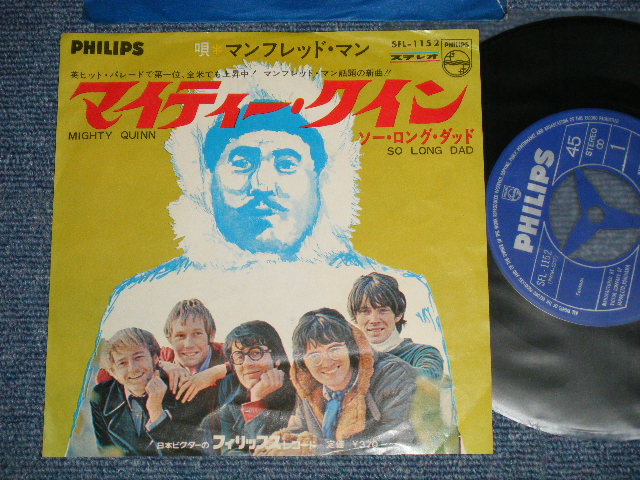 PHILIPS
唄＊マンフレッド・マン
SFL-1152
ステレオ
PHILIPS
英ヒット・パレードで第一位、全米でも上昇中！ マンフレッド・マン話題の新曲!!
マイティー・クイン
MIGHTY QUINN
ソー・ロング・ダッド
SO LONG DAD
日本ビクターの フィリップスレコード 定価 ¥370
PHILIPS
45
STEREO
1
SFL-1152